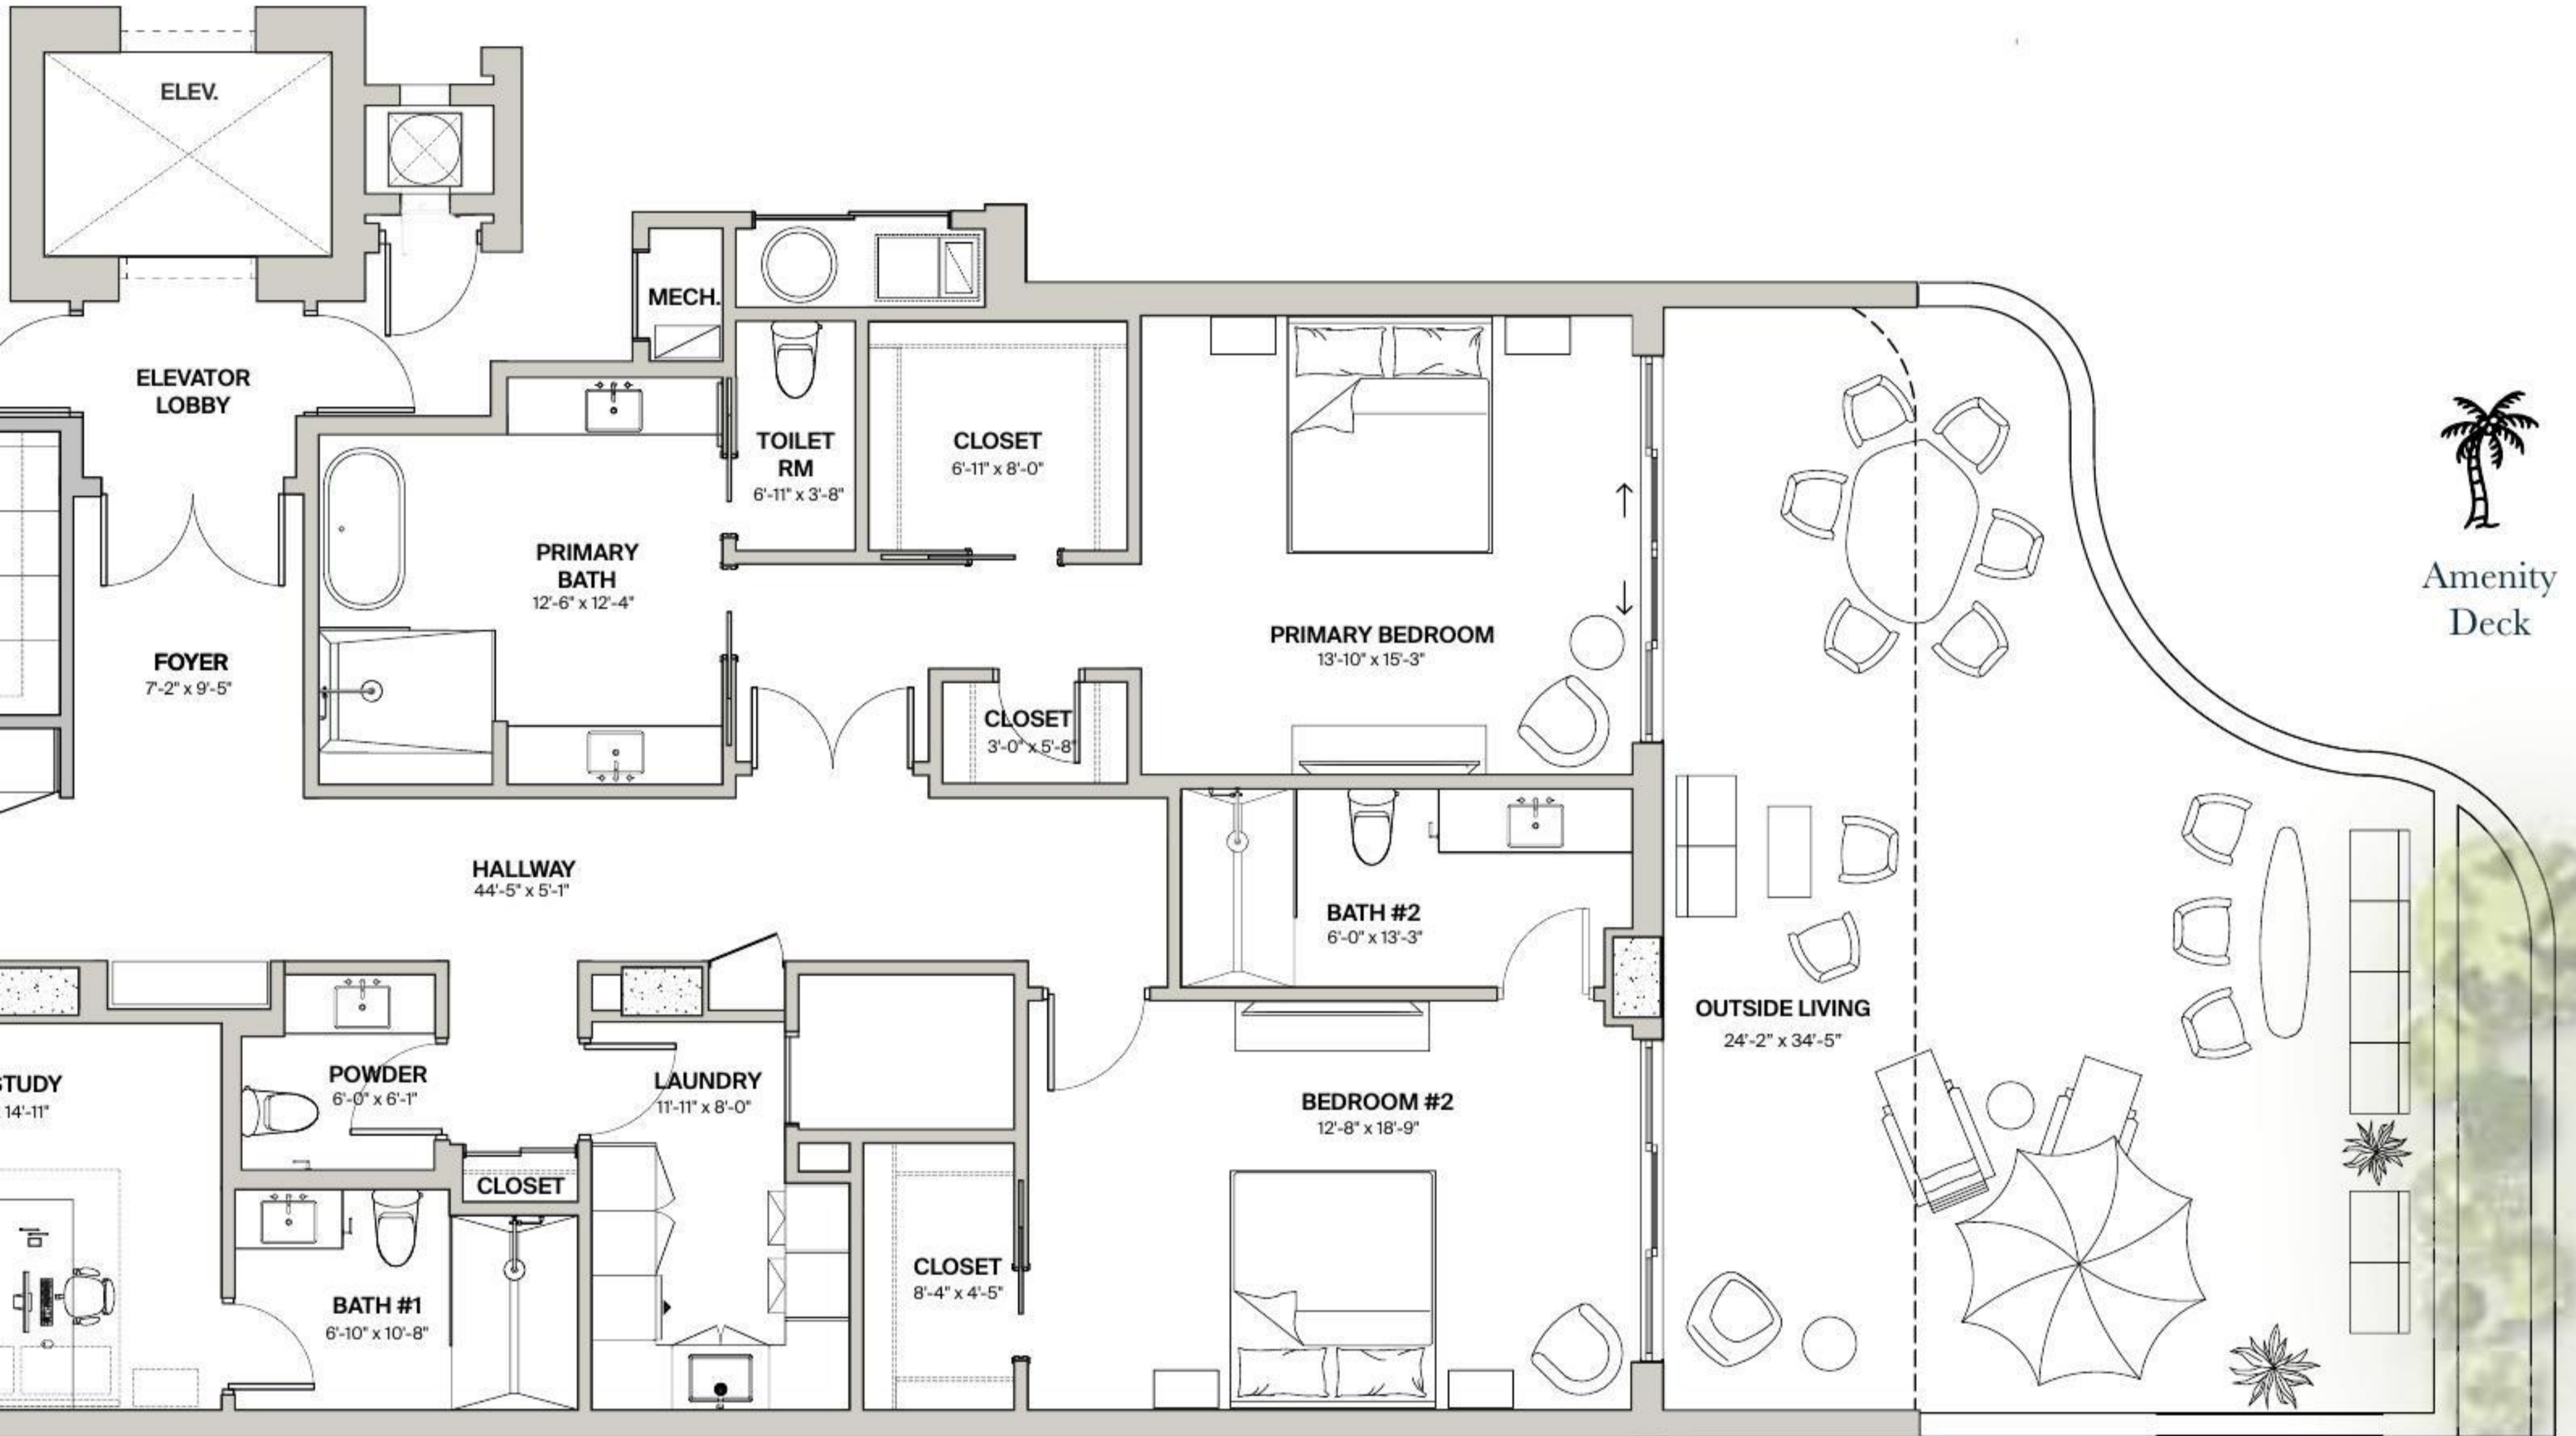 ELEV.
MECH.
ELEVATOR
LOBBY
TOILET
RM
6'-11" x 3'-8"
CLOSET
6'-11" x 8'-0"
PRIMARY
BATH
12'-6" x 12'-4"
Amenity
Deck
PRIMARY BEDROOM
13'-10" x 15'-3"
FOYER
7'-2" x 9'-5"
CLOSET
3'-0" x 5'-8"
HALLWAY
44'-5" x 5'-1"
BATH #2
6'-0" x 13'-3"
OUTSIDE LIVING
24'-2" x 34'-5"
STUDY
14'-11"
POWDER
6'-0" x 6'-1"
LAUNDRY
11'-11" x 8'-0"
BEDROOM #2
12'-8" x 18'-9"
CLOSET
CLOSET
8'-4" x 4'-5"
BATH #1
6'-10" x 10'-8"